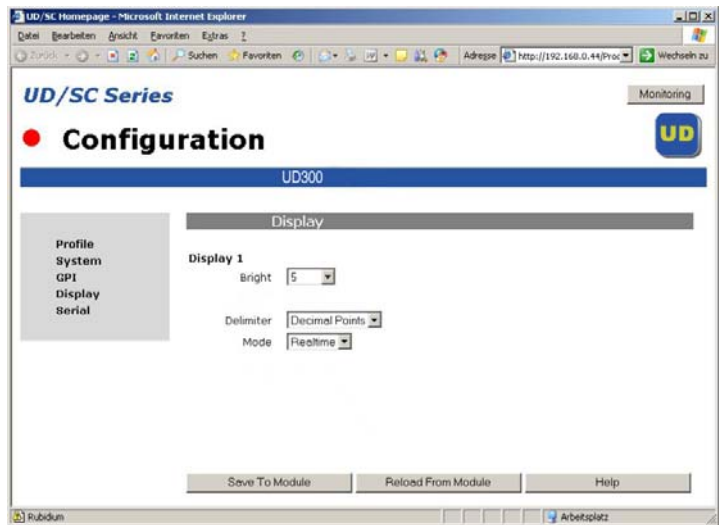 UD/SC Homepage - Microsoft Internet Explorer
Datei Bearbeiten Ansicht Favoriten Extras ?
Zurück Suchen Favoriten Adresse http://192.168.0.44/Proc Wechseln zu
UD/SC Series
Monitoring
Configuration
UD
UD300
Display
Profile
System
GPI
Display
Serial
Display 1
Bright 5
Delimiter Decimal Points
Mode Realtime
Save To Module Reload From Module Help
Rubidium Arbeitsplatz